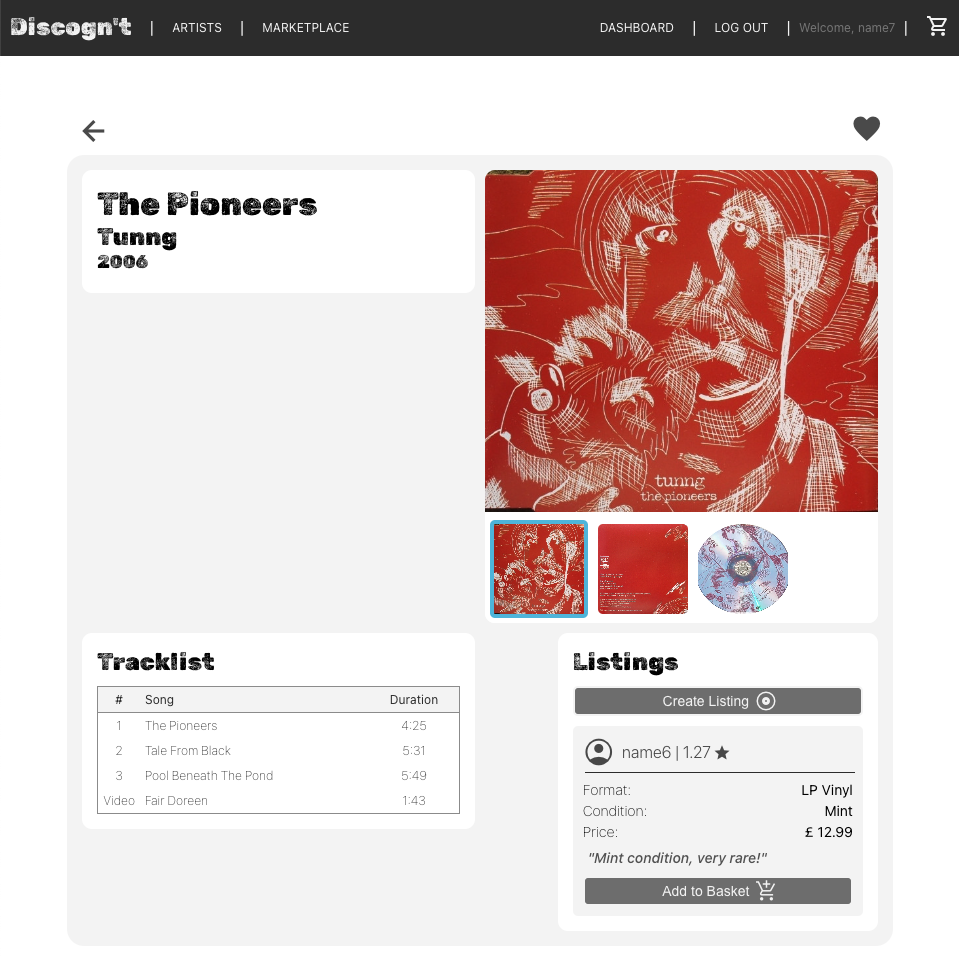 Discogn't | ARTISTS | MARKETPLACE DASHBOARD | LOG OUT | Welcome, name7 |
The Pioneers
Tunng
2006
tunng
the pioneers
Tracklist
# Song Duration
1 The Pioneers 4:25
2 Tale From Black 5:31
3 Pool Beneath The Pond 5:49
Video Fair Doreen 1:43
Listings
Create Listing
name6 | 1.27 ★
Format: LP Vinyl
Condition: Mint
Price: £ 12.99
"Mint condition, very rare!"
Add to Basket